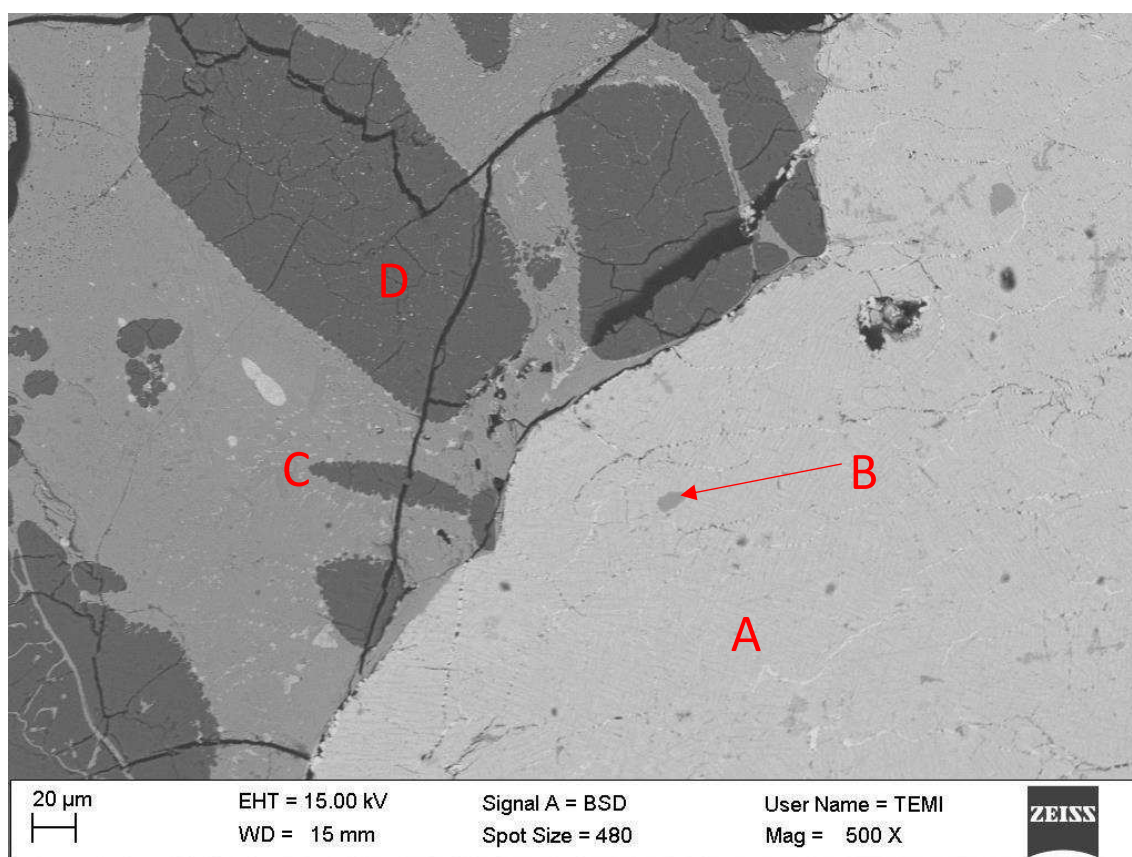 D
C
B
A
20 µm
EHT = 15.00 kV
Signal A = BSD
User Name = TEMI
WD = 15 mm
Spot Size = 480
Mag = 500 X
ZEISS